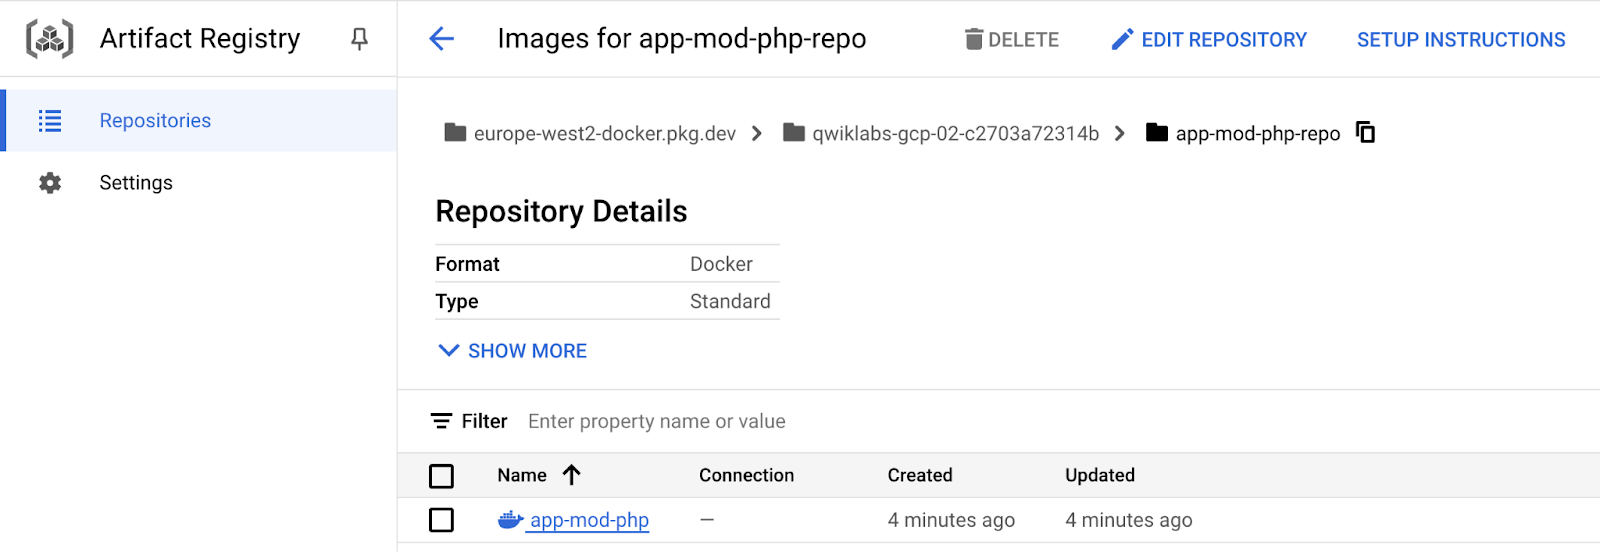 Artifact Registry
Images for app-mod-php-repo
DELETE
EDIT REPOSITORY
SETUP INSTRUCTIONS
Repositories
Settings
europe-west2-docker.pkg.dev
qwiklabs-gcp-02-c2703a72314b
app-mod-php-repo
Repository Details
Format Docker
Type Standard
SHOW MORE
Filter Enter property name or value
Name Connection Created Updated
app-mod-php — 4 minutes ago 4 minutes ago